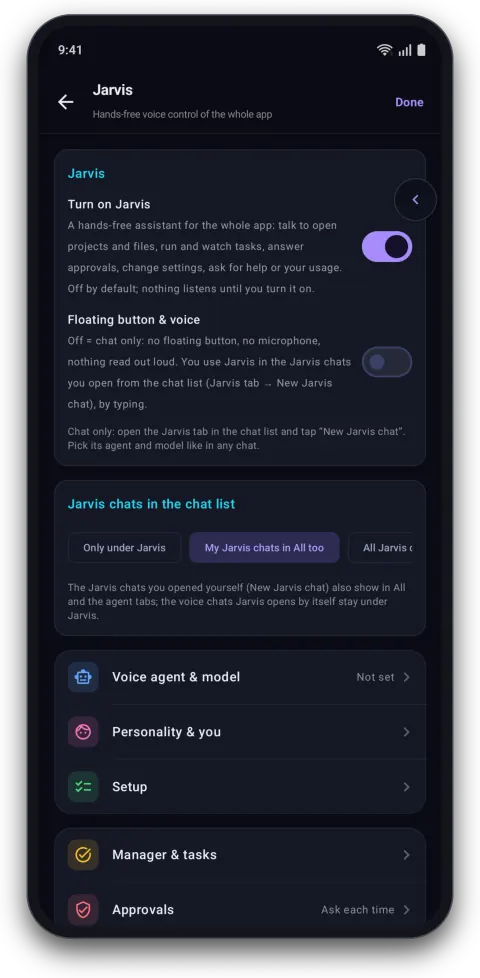 9:41
Jarvis
Hands-free voice control of the whole app
Done
Jarvis
Turn on Jarvis
A hands-free assistant for the whole app: talk to open
projects and files, run and watch tasks, answer
approvals, change settings, ask for help or your usage.
Off by default; nothing listens until you turn it on.
Floating button & voice
Off = chat only: no floating button, no microphone,
nothing read out loud. You use Jarvis in the Jarvis chats
you open from the chat list (Jarvis tab → New Jarvis
chat), by typing.
Chat only: open the Jarvis tab in the chat list and tap “New Jarvis chat”.
Pick its agent and model like in any chat.
Jarvis chats in the chat list
Only under Jarvis
My Jarvis chats in All too
All Jarvis c
The Jarvis chats you opened yourself (New Jarvis chat) also show in All
and the agent tabs; the voice chats Jarvis opens by itself stay under
Jarvis.
Voice agent & model
Not set
Personality & you
Setup
Manager & tasks
Approvals
Ask each time